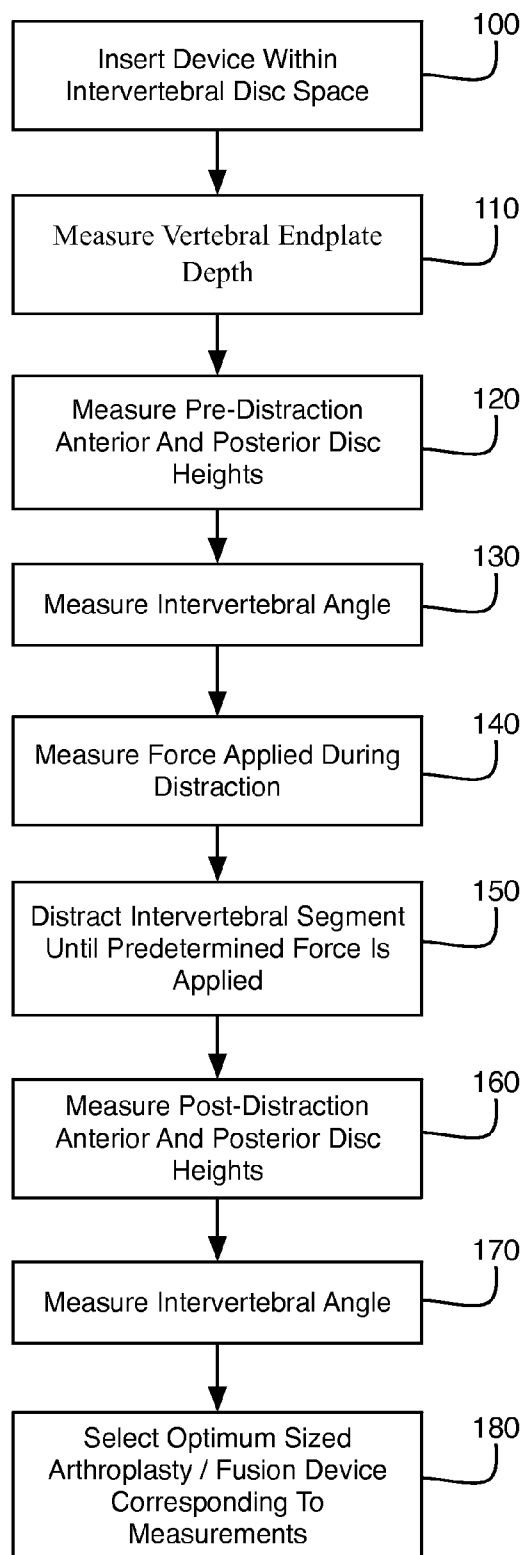 100
Insert Device Within
Intervertebral Disc Space
110
Measure Vertebral Endplate
Depth
120
Measure Pre-Distraction
Anterior And Posterior Disc
Heights
130
Measure Intervertebral Angle
140
Measure Force Applied During
Distraction
150
Distract Intervertebral Segment
Until Predetermined Force Is
Applied
160
Measure Post-Distraction
Anterior And Posterior Disc
Heights
170
Measure Intervertebral Angle
180
Select Optimum Sized
Arthroplasty / Fusion Device
Corresponding To
Measurements